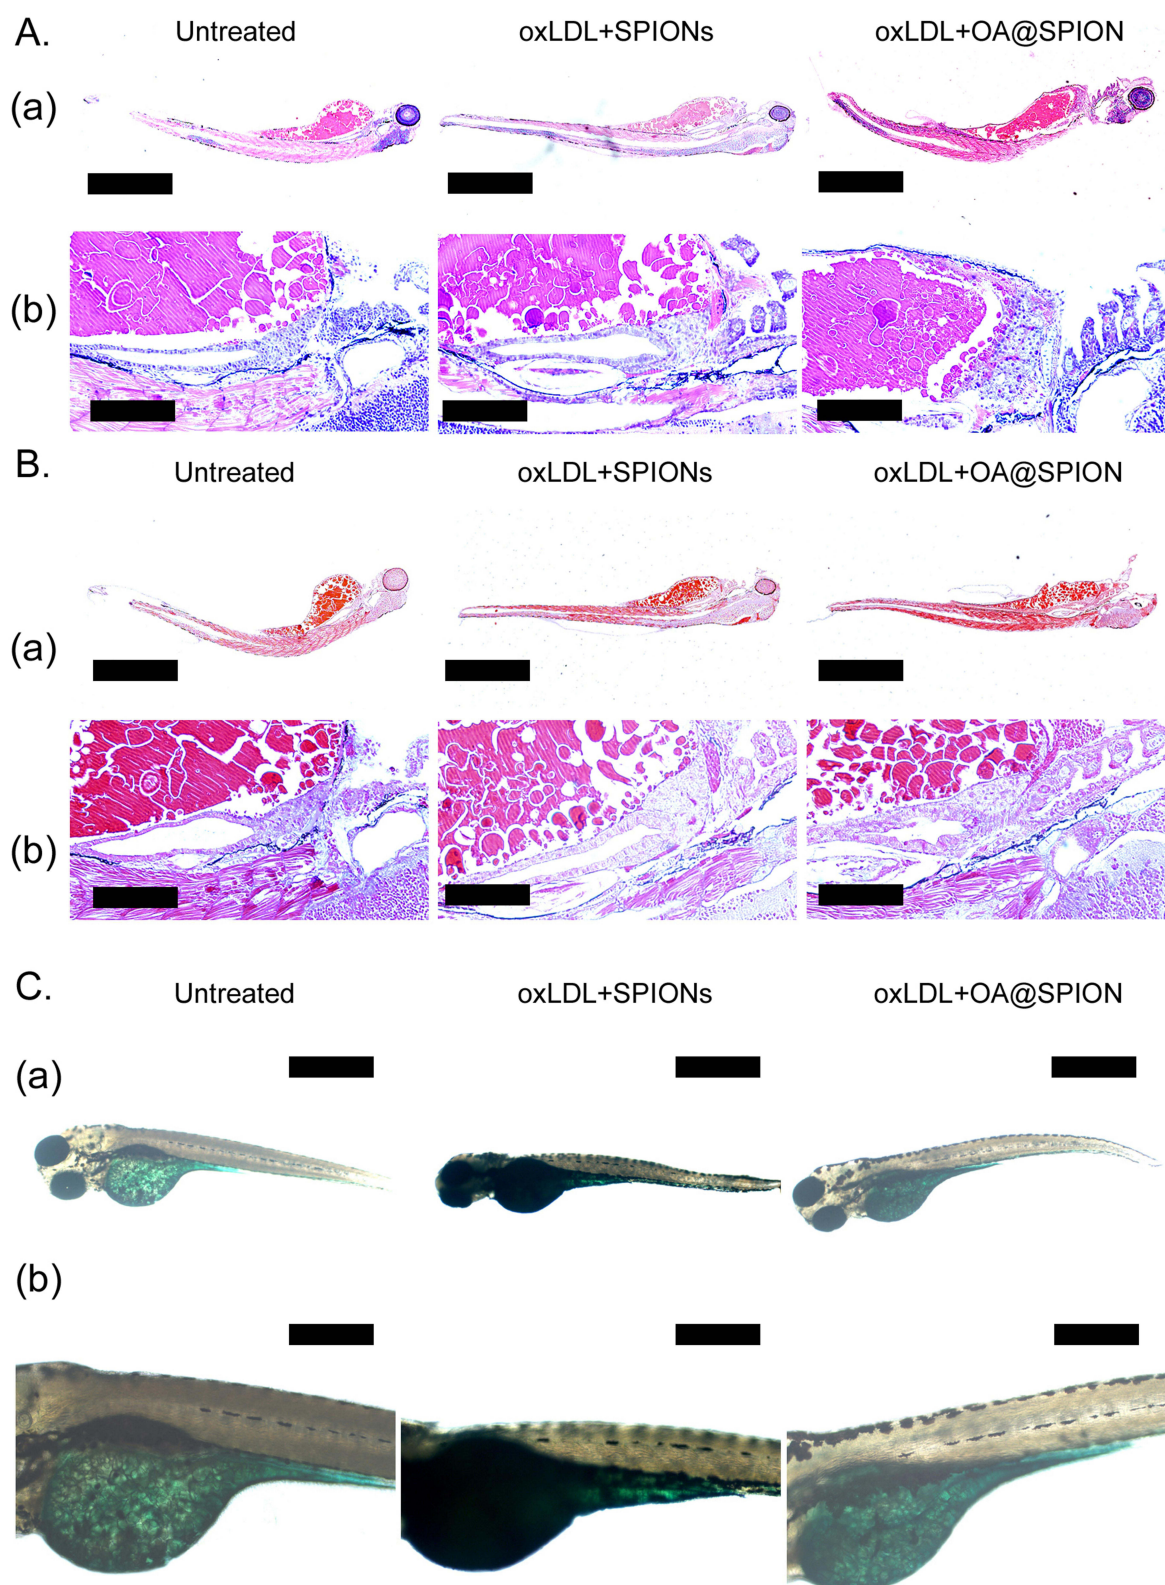 A.
Untreated oxLDL+SPIONs oxLDL+OA@SPION
(a)
(b)
B.
Untreated oxLDL+SPIONs oxLDL+OA@SPION
(a)
(b)
C.
Untreated oxLDL+SPIONs oxLDL+OA@SPION
(a)
(b)